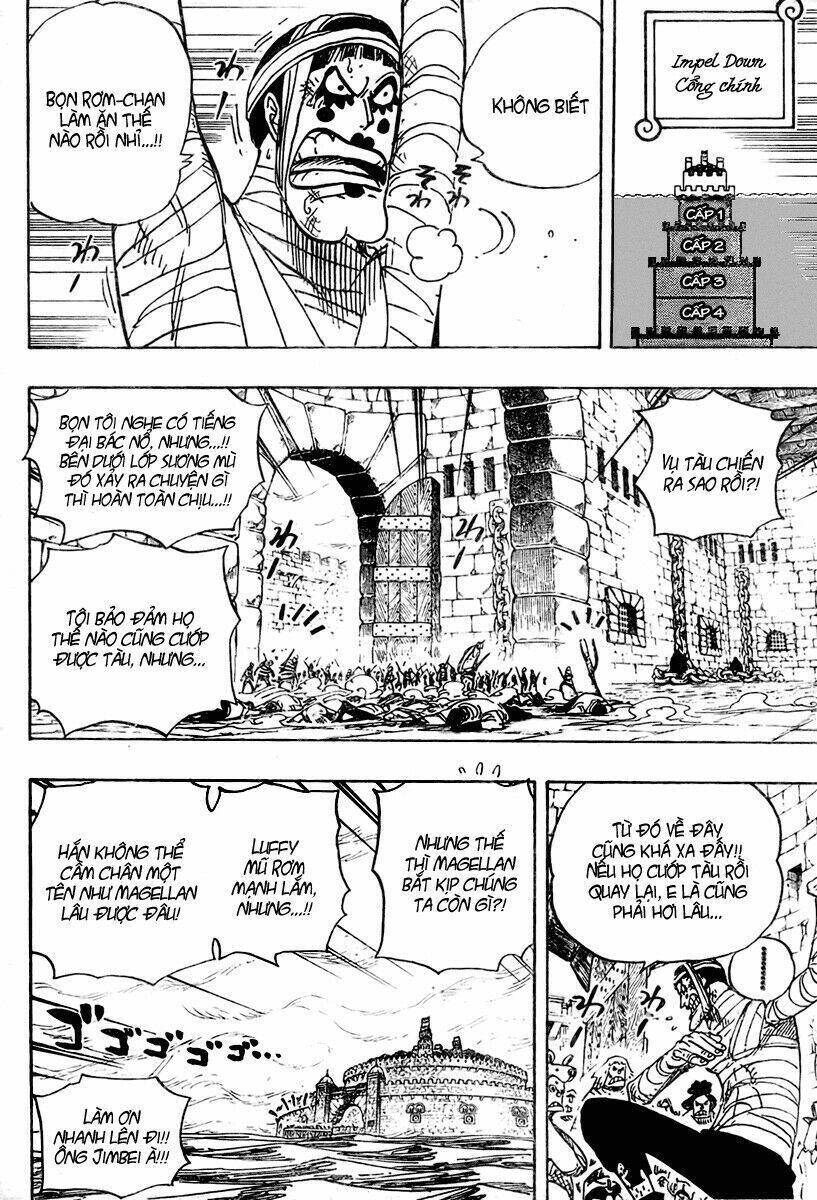 Impel Down
Cổng chính
CẤP 1
CẤP 2
CẤP 3
CẤP 4
KHÔNG BIẾT
BỌN RƠM-CHAN
LÀM ĂN THẾ
NÀO RỒI NHỈ...!!
VỤ TÀU CHIẾN
RA SAO RỒI?!
BỌN TÔI NGHE CÓ TIẾNG
ĐẠI BÁC NỔ, NHƯNG...!!
BÊN DƯỚI LỚP SƯƠNG MÙ
ĐÓ XẢY RA CHUYỆN GÌ
THÌ HOÀN TOÀN CHỊU...!!
TÔI BẢO ĐẢM HỌ
THẾ NÀO CŨNG CƯỚP
ĐƯỢC TÀU, NHƯNG...
TỪ ĐÓ VỀ ĐÂY
CŨNG KHÁ XA ĐẤY!!
NẾU HỌ CƯỚP TÀU RỒI
QUAY LẠI, E LÀ CŨNG
PHẢI HƠI LÂU...
NHƯNG THẾ
THÌ MAGELLAN
BẮT KỊP CHÚNG
TA CÒN GÌ?!
LUFFY
MŨ RƠM
MẠNH LẮM,
NHƯNG...!!
HẮN KHÔNG THỂ
CẦM CHÂN MỘT
TÊN NHƯ MAGELLAN
LÂU ĐƯỢC ĐÂU!
ゴゴゴゴゴ...
LÀM ƠN
NHANH LÊN ĐI!!!
ÔNG JIMBEI À!!!